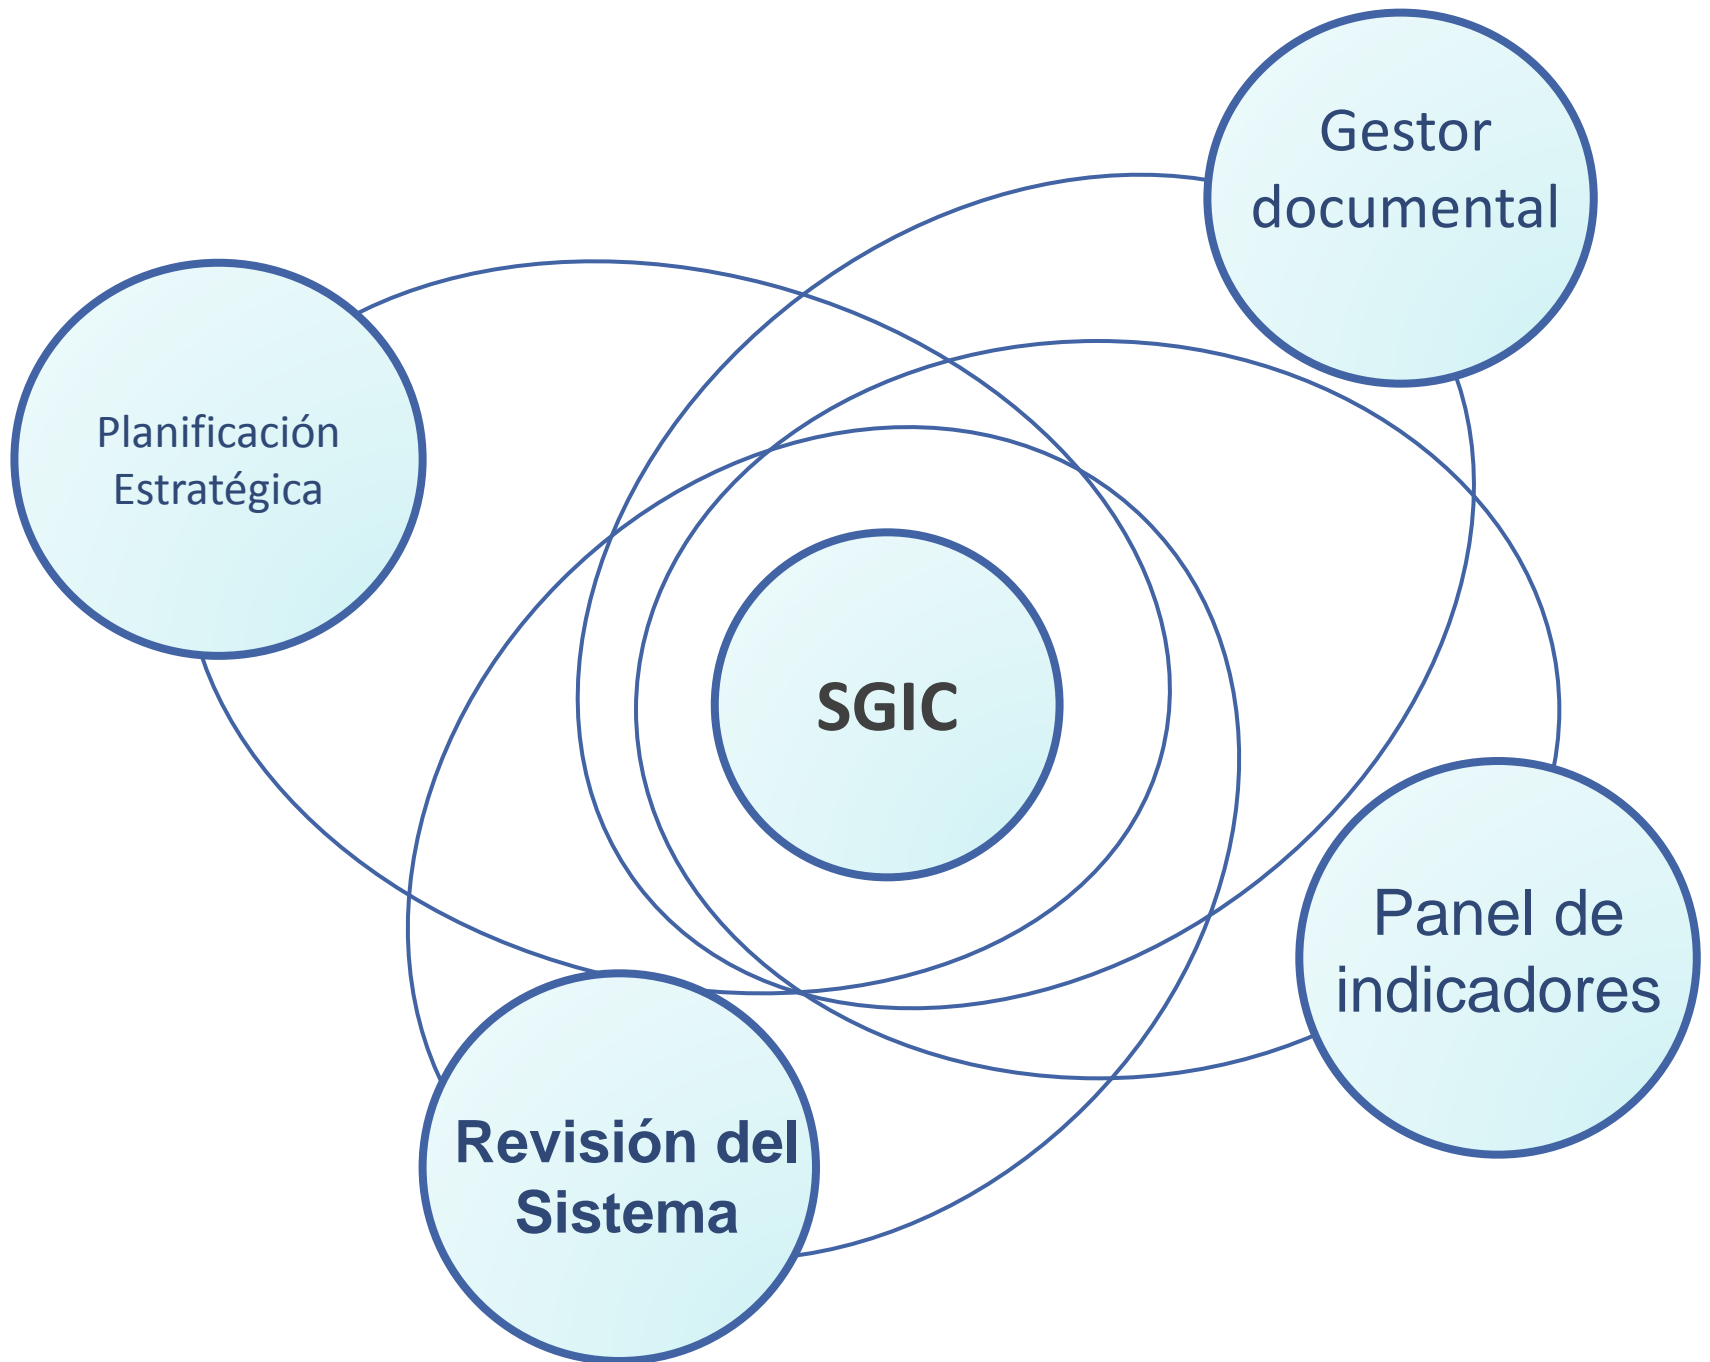 Gestor
documental
Planificación
Estratégica
SGIC
Panel de
indicadores
Revisión del
Sistema